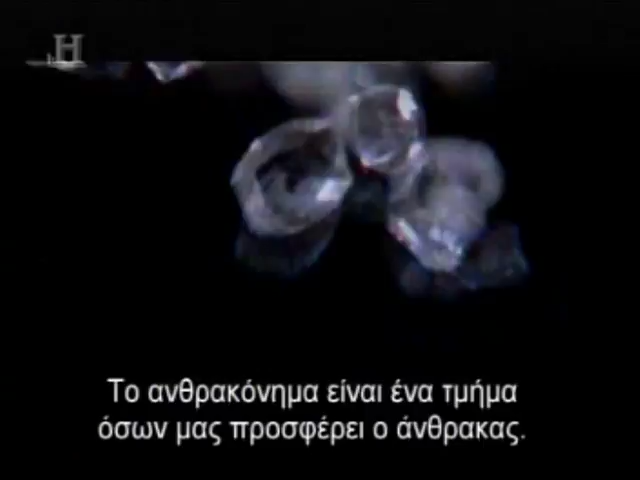 H
Το ανθρακόνημα είναι ένα τμήμα
όσων μας προσφέρει ο άνθρακας.